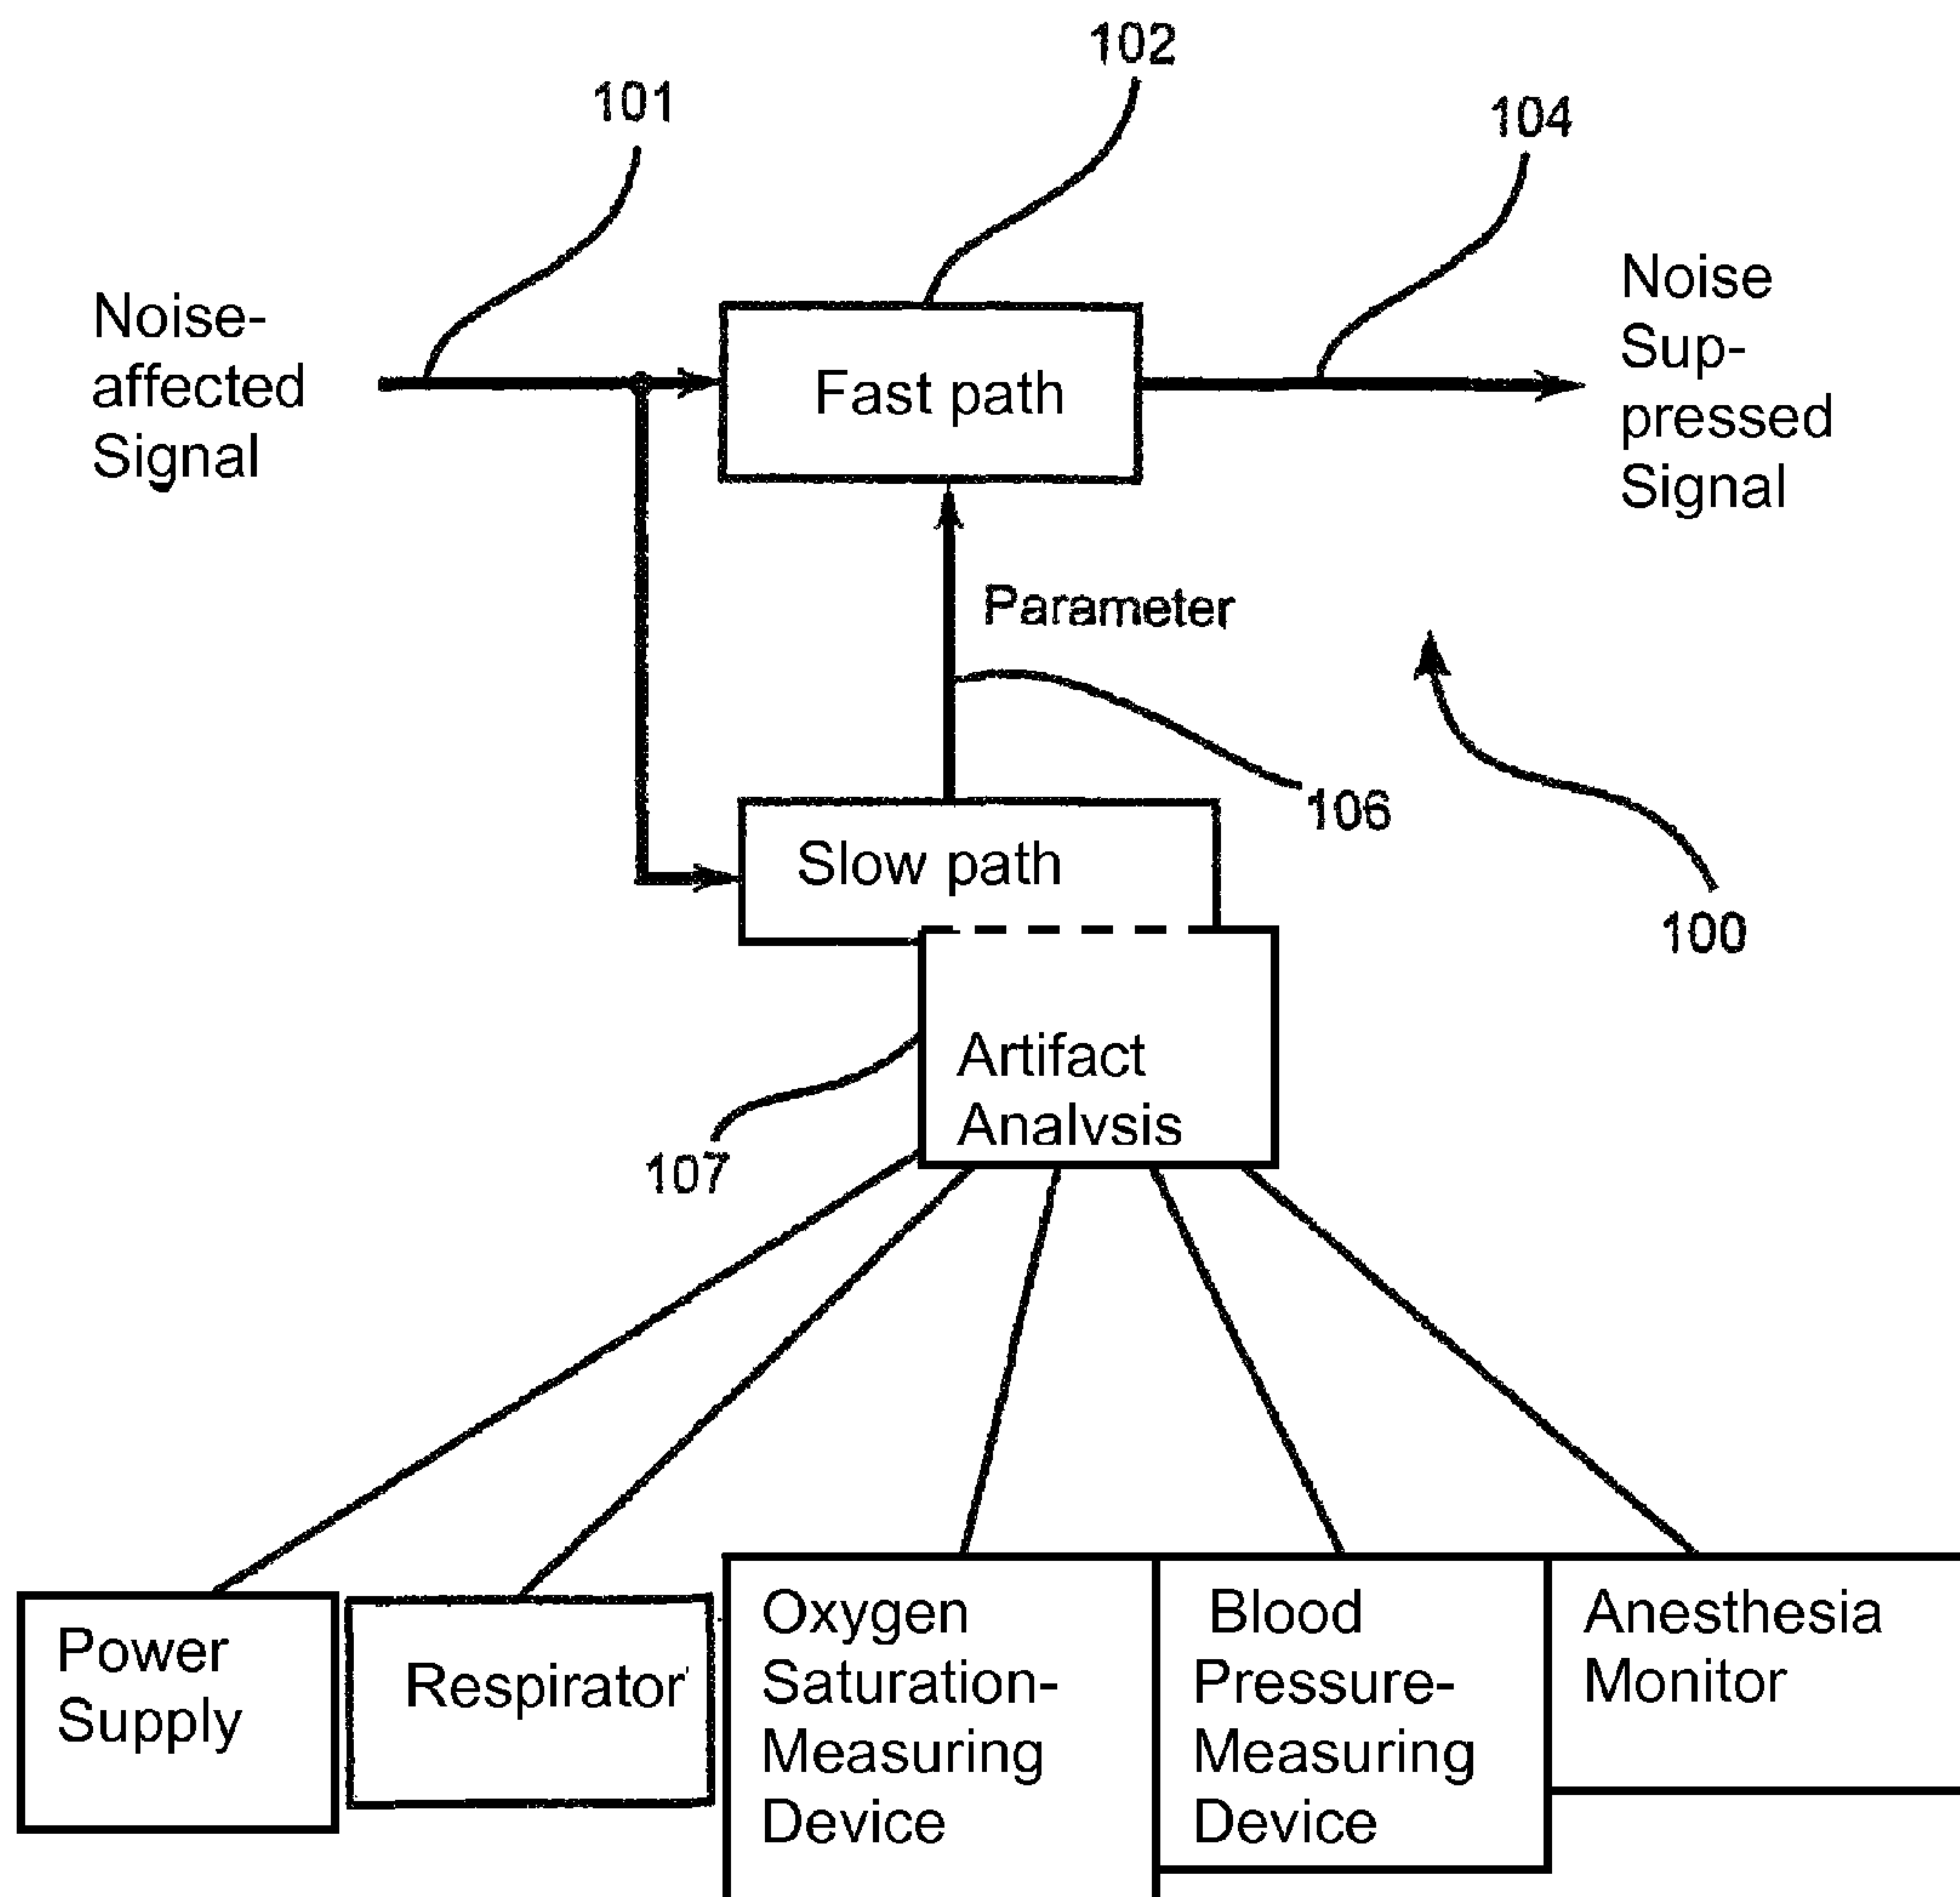 102
101
104
Noise-
affected
Signal
Fast path
Noise
Sup-
pressed
Signal
Parameter
106
Slow path
100
Artifact
Analvsis
107
Power
Supply
Respirator
Oxygen
Saturation-
Measuring
Device
Blood
Pressure-
Measuring
Device
Anesthesia
Monitor